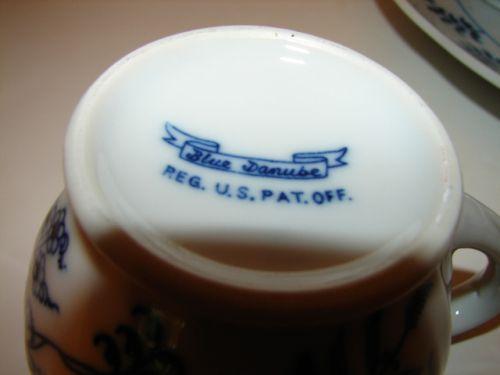 Blue Danube
REG. U.S. PAT. OFF.